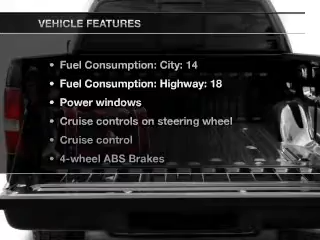 VEHICLE FEATURES
• Fuel Consumption: City: 14
• Fuel Consumption: Highway: 18
• Power windows
• Cruise controls on steering wheel
• Cruise control
• 4-wheel ABS Brakes